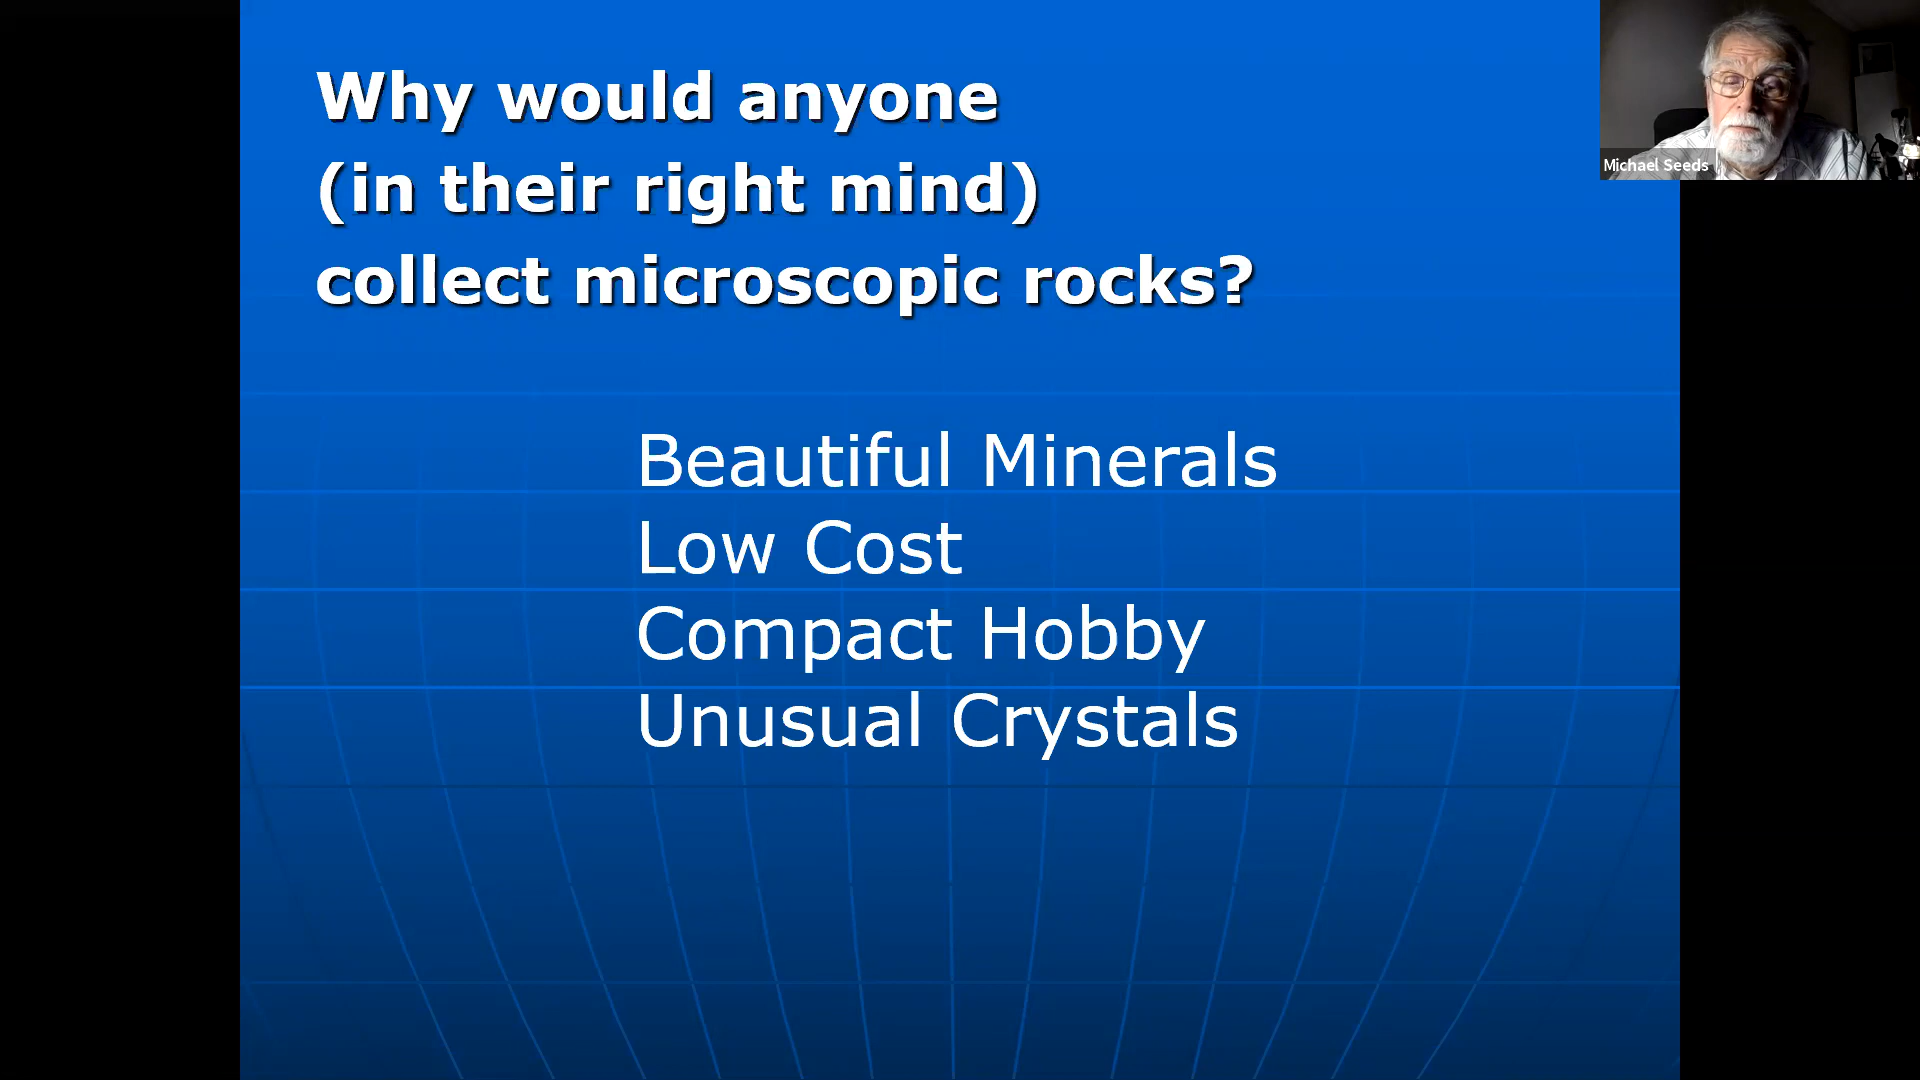 Why would anyone
(in their right mind)
collect microscopic rocks?
Beautiful Minerals
Low Cost
Compact Hobby
Unusual Crystals
Michael Seeds